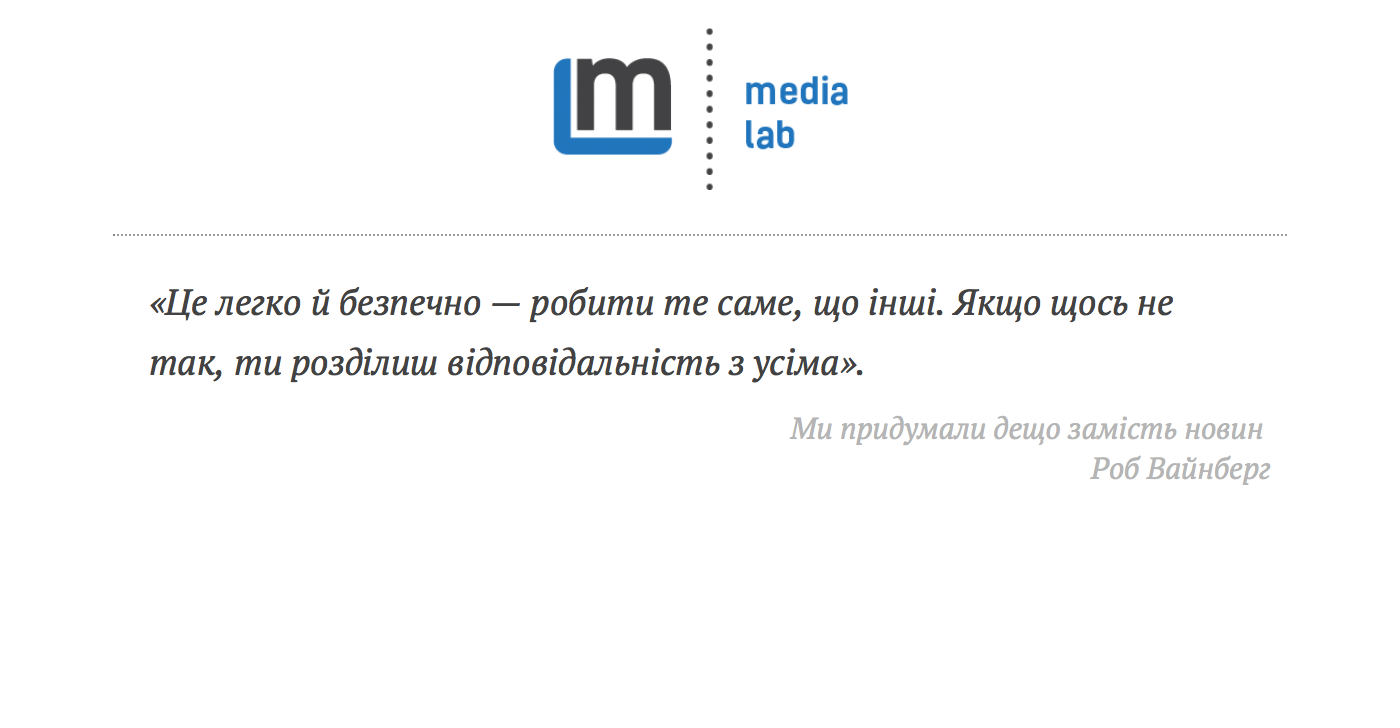 m
media
lab
«Це легко й безпечно — робити те саме, що інші. Якщо щось не
так, ти розділиш відповідальність з усіма».
Ми придумали дещо замість новин
Роб Вайнберг